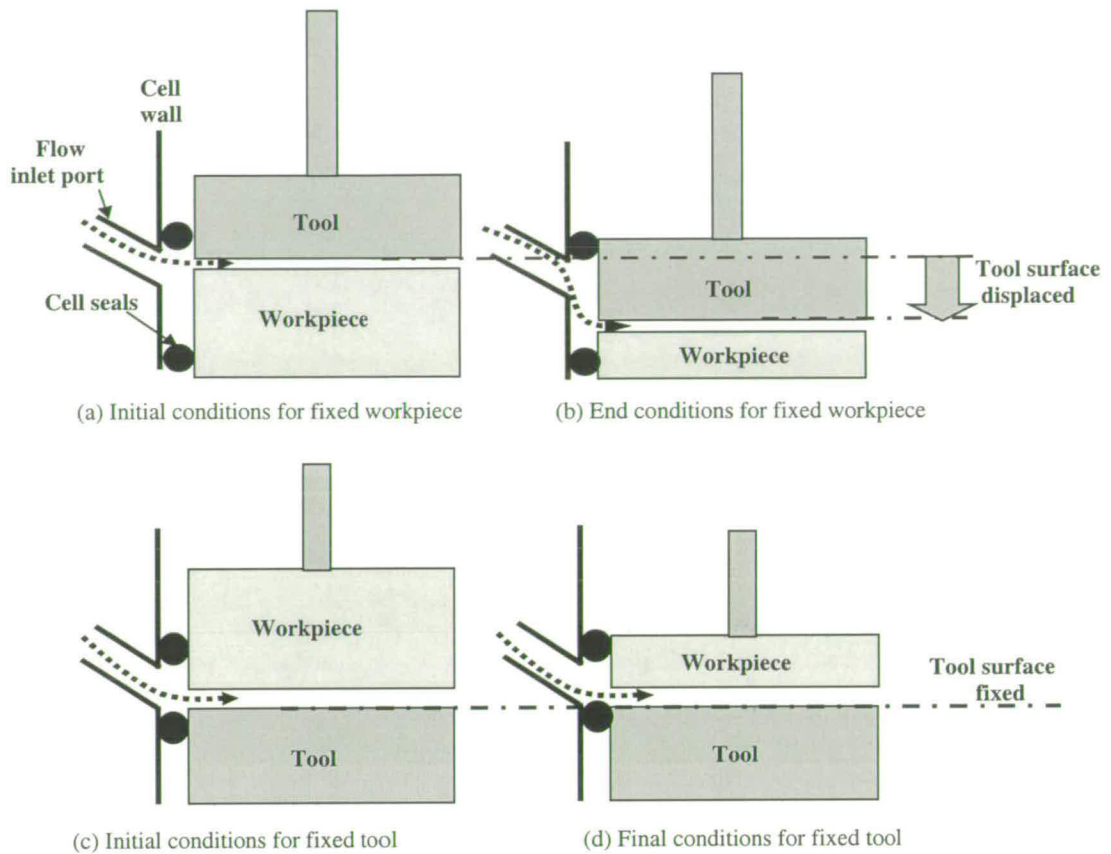 Cell
wall
Flow
inlet port
Tool
Cell seals
Workpiece
(a) Initial conditions for fixed workpiece
Tool
Workpiece
Tool surface
displaced
(b) End conditions for fixed workpiece
Workpiece
Tool
(c) Initial conditions for fixed tool
Workpiece
Tool
Tool surface
fixed
(d) Final conditions for fixed tool